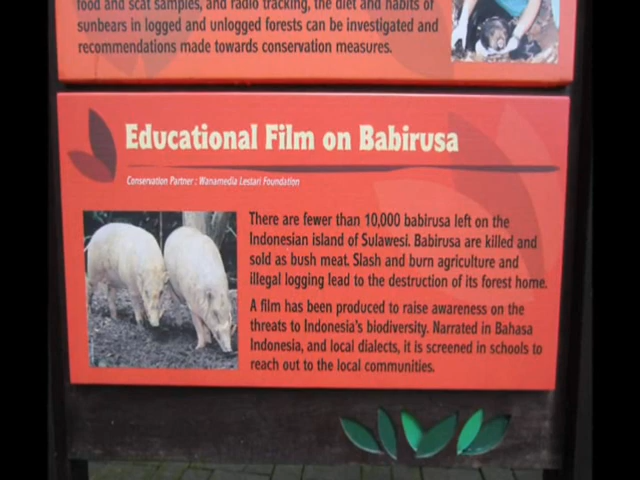 food and scat samples, and radio tracking, the diet and habits of
sunbears in logged and unlogged forests can be investigated and
recommendations made towards conservation measures.
Educational Film on Babirusa
Conservation Partner : Wanamedia Lestari Foundation
There are fewer than 10,000 babirusa left on the
Indonesian island of Sulawesi. Babirusa are killed and
sold as bush meat. Slash and burn agriculture and
illegal logging lead to the destruction of its forest home.
A film has been produced to raise awareness on the
threats to Indonesia's biodiversity. Narrated in Bahasa
Indonesia, and local dialects, it is screened in schools to
reach out to the local communities.